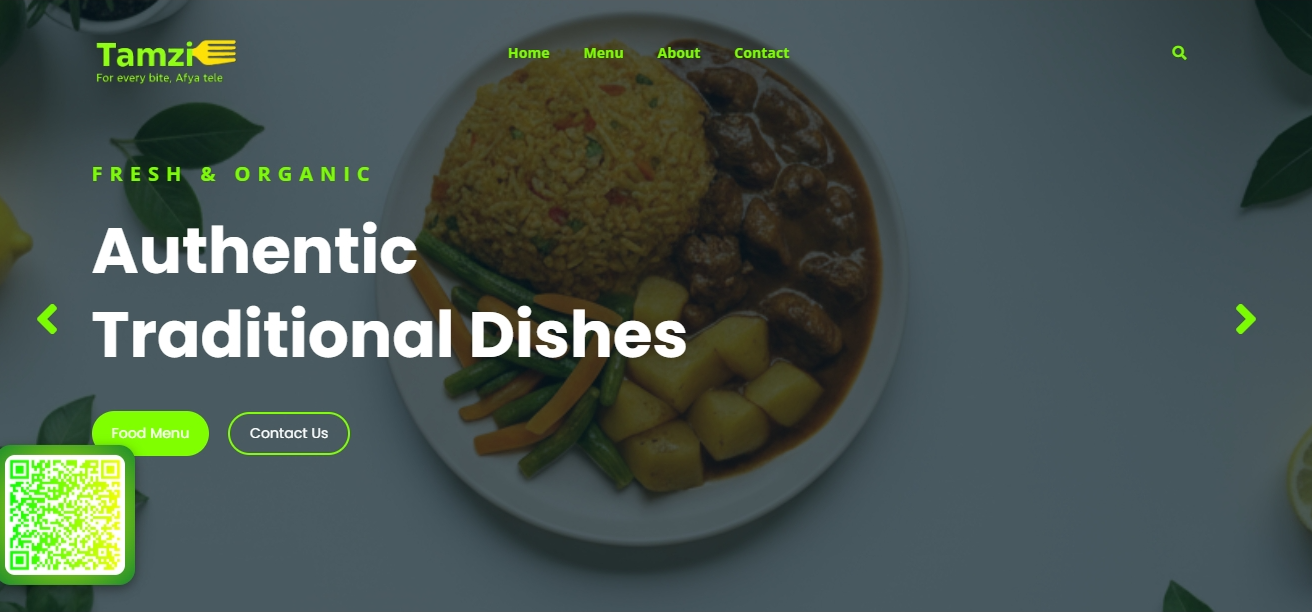 Tamzi
For every bite, Afya tele
Home Menu About Contact
FRESH & ORGANIC
Authentic
Traditional Dishes
Food Menu Contact Us